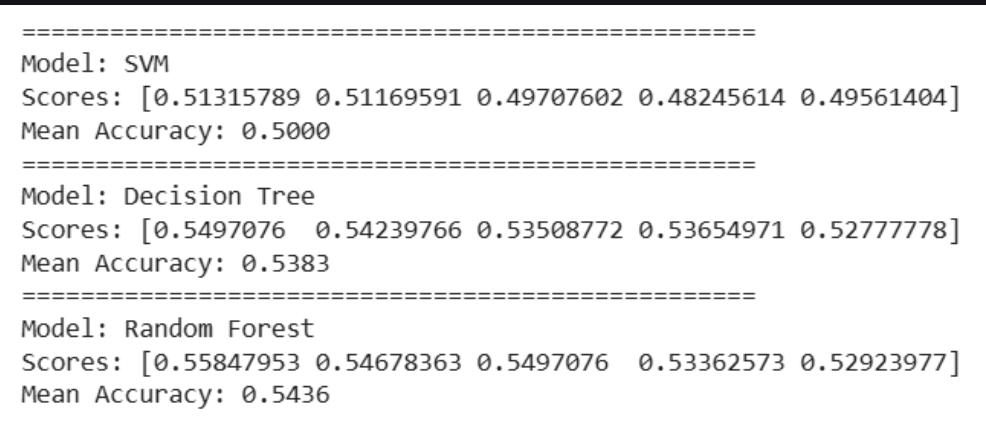 ==================================================
Model: SVM
Scores: [0.51315789 0.51169591 0.49707602 0.48245614 0.49561404]
Mean Accuracy: 0.5000
==================================================
Model: Decision Tree
Scores: [0.5497076  0.54239766 0.53508772 0.53654971 0.52777778]
Mean Accuracy: 0.5383
==================================================
Model: Random Forest
Scores: [0.55847953 0.54678363 0.5497076  0.53362573 0.52923977]
Mean Accuracy: 0.5436